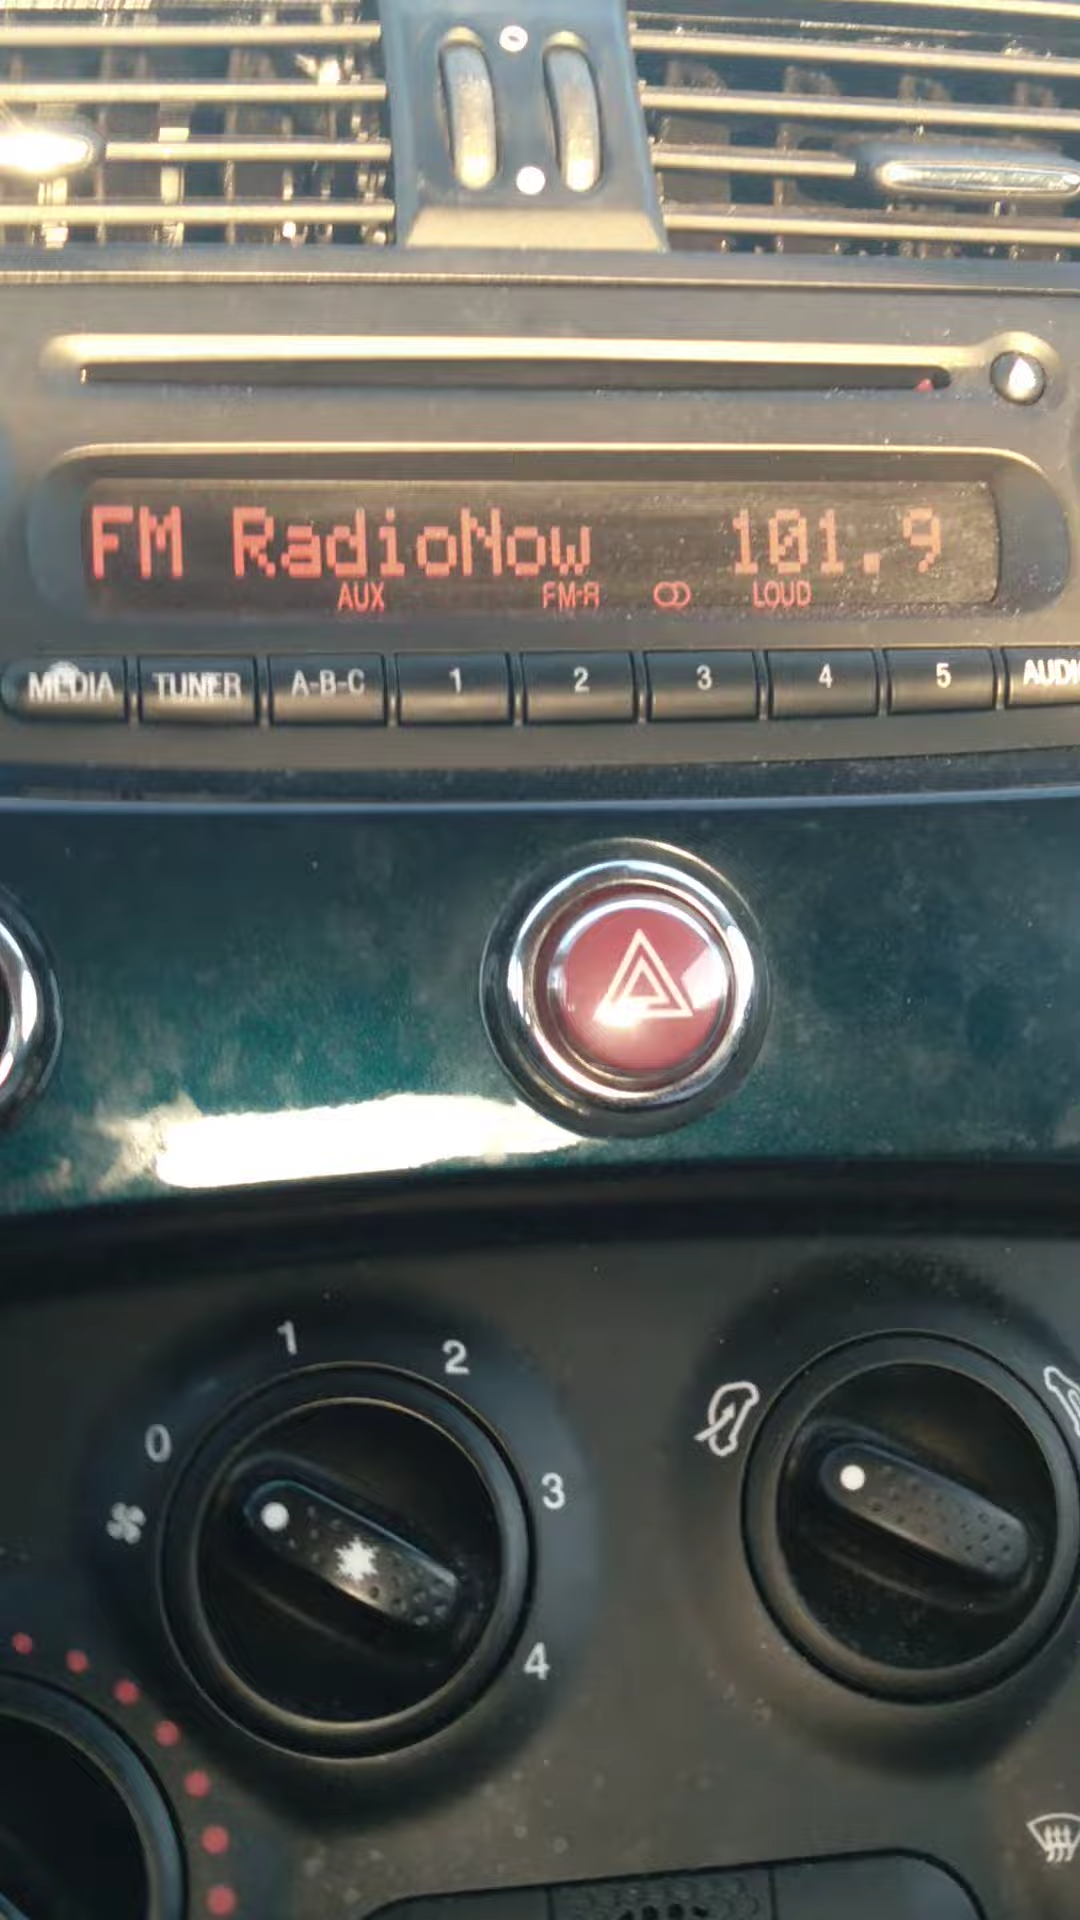 FM RadioNow 101.9
AUX FM-R LOUD
MEDIA TUNER A-B-C 1 2 3 4 5 AUDI
1 2
0
3
4